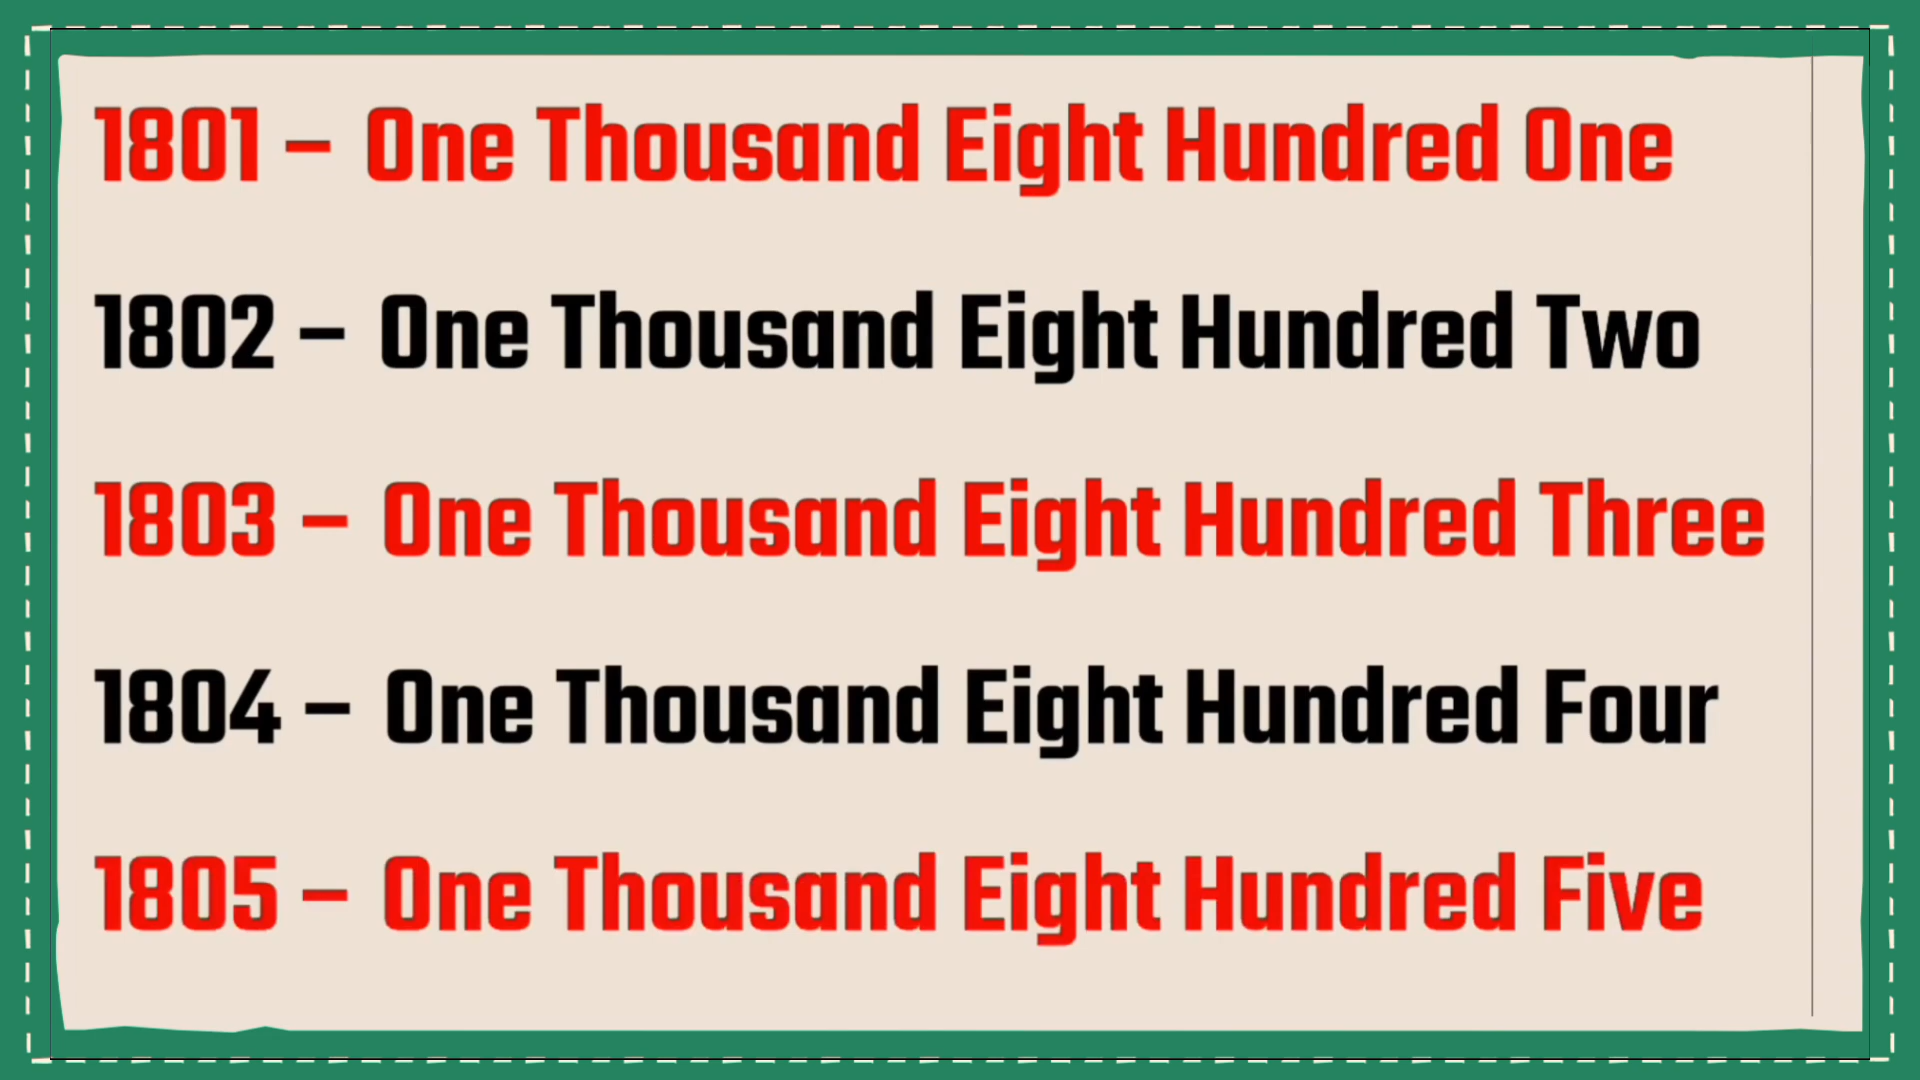 1801 – One Thousand Eight Hundred One
1802 – One Thousand Eight Hundred Two
1803 – One Thousand Eight Hundred Three
1804 – One Thousand Eight Hundred Four
1805 – One Thousand Eight Hundred Five